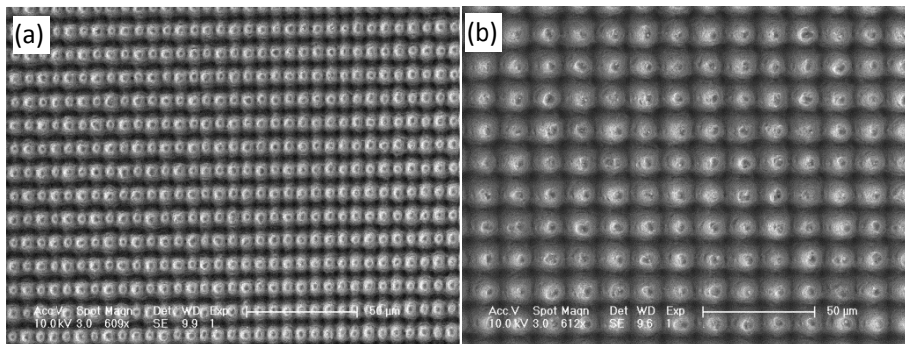 (a)
Acc.V Spot Magn Det WD Exp
10.0 kV 3.0 609x SE 9.9 1
50 µm
(b)
Acc.V Spot Magn Det WD Exp
10.0 kV 3.0 612x SE 9.6 1
50 µm